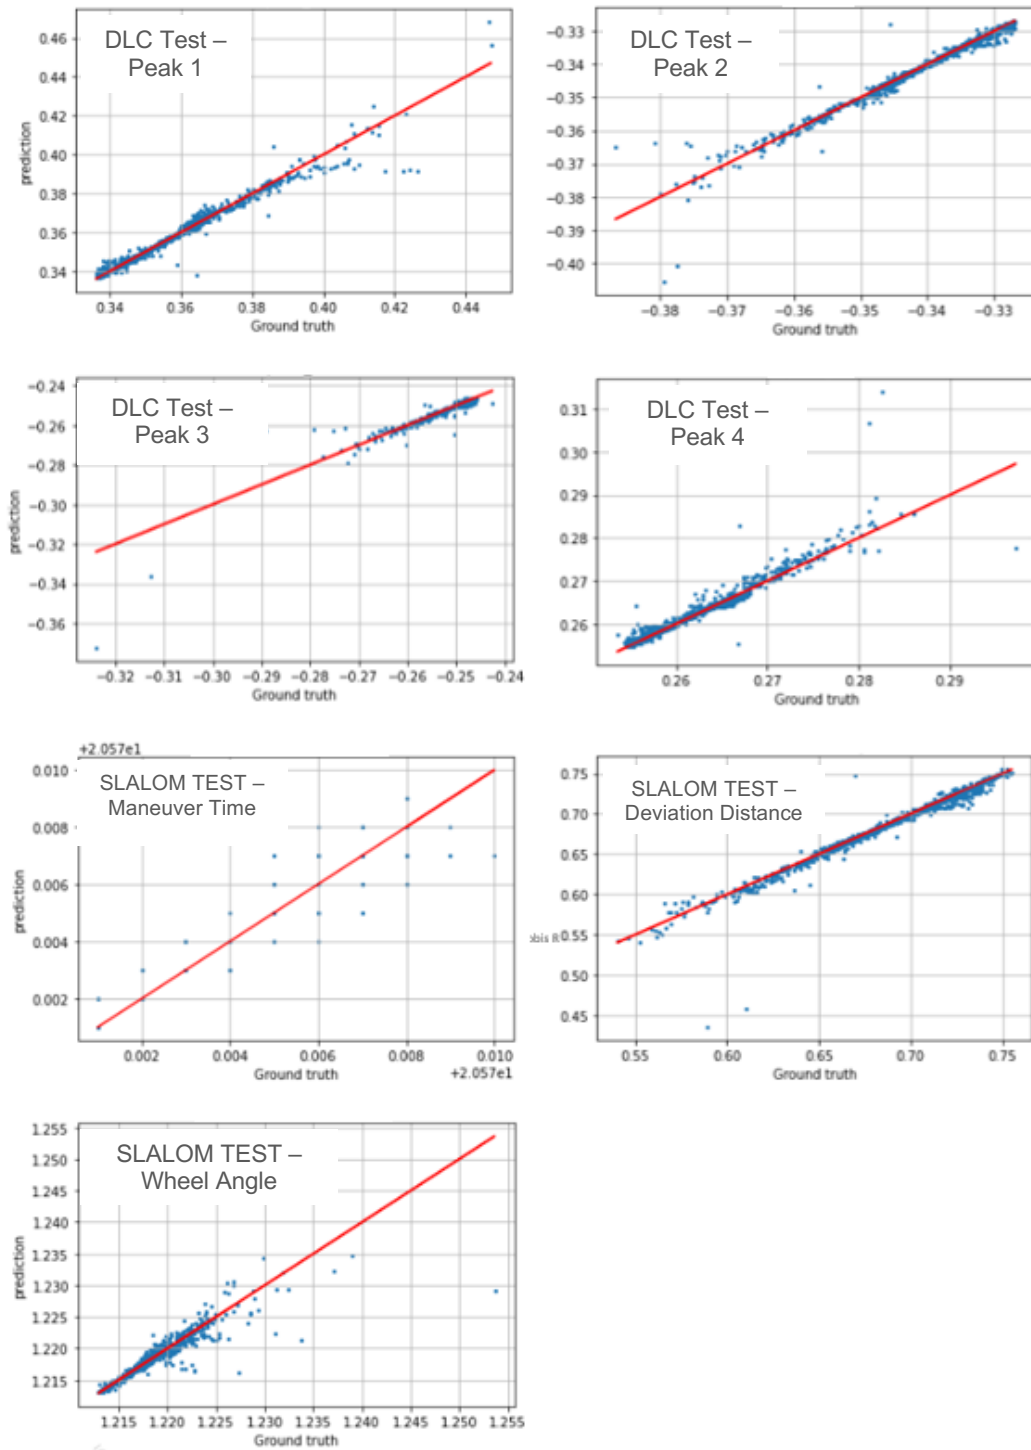 DLC Test –
Peak 1
0.46
0.44
0.42
0.40
0.38
0.36
0.34
prediction
0.34 0.36 0.38 0.40 0.42 0.44
Ground truth
DLC Test –
Peak 2
−0.33
−0.34
−0.35
−0.36
−0.37
−0.38
−0.39
−0.40
−0.38 −0.37 −0.36 −0.35 −0.34 −0.33
Ground truth
DLC Test –
Peak 3
−0.24
−0.26
−0.28
−0.30
−0.32
−0.34
−0.36
prediction
−0.32 −0.31 −0.30 −0.29 −0.28 −0.27 −0.26 −0.25 −0.24
Ground truth
DLC Test –
Peak 4
0.31
0.30
0.29
0.28
0.27
0.26
0.26 0.27 0.28 0.29
Ground truth
+2.057e1
SLALOM TEST –
Maneuver Time
0.010
0.008
0.006
0.004
0.002
prediction
0.002 0.004 0.006 0.008 0.010
Ground truth
+2.057e1
SLALOM TEST –
Deviation Distance
0.75
0.70
0.65
0.60
0.55
0.50
0.45
0.55 0.60 0.65 0.70 0.75
Ground truth
SLALOM TEST –
Wheel Angle
1.255
1.250
1.245
1.240
1.235
1.230
1.225
1.220
1.215
prediction
1.215 1.220 1.225 1.230 1.235 1.240 1.245 1.250 1.255
Ground truth